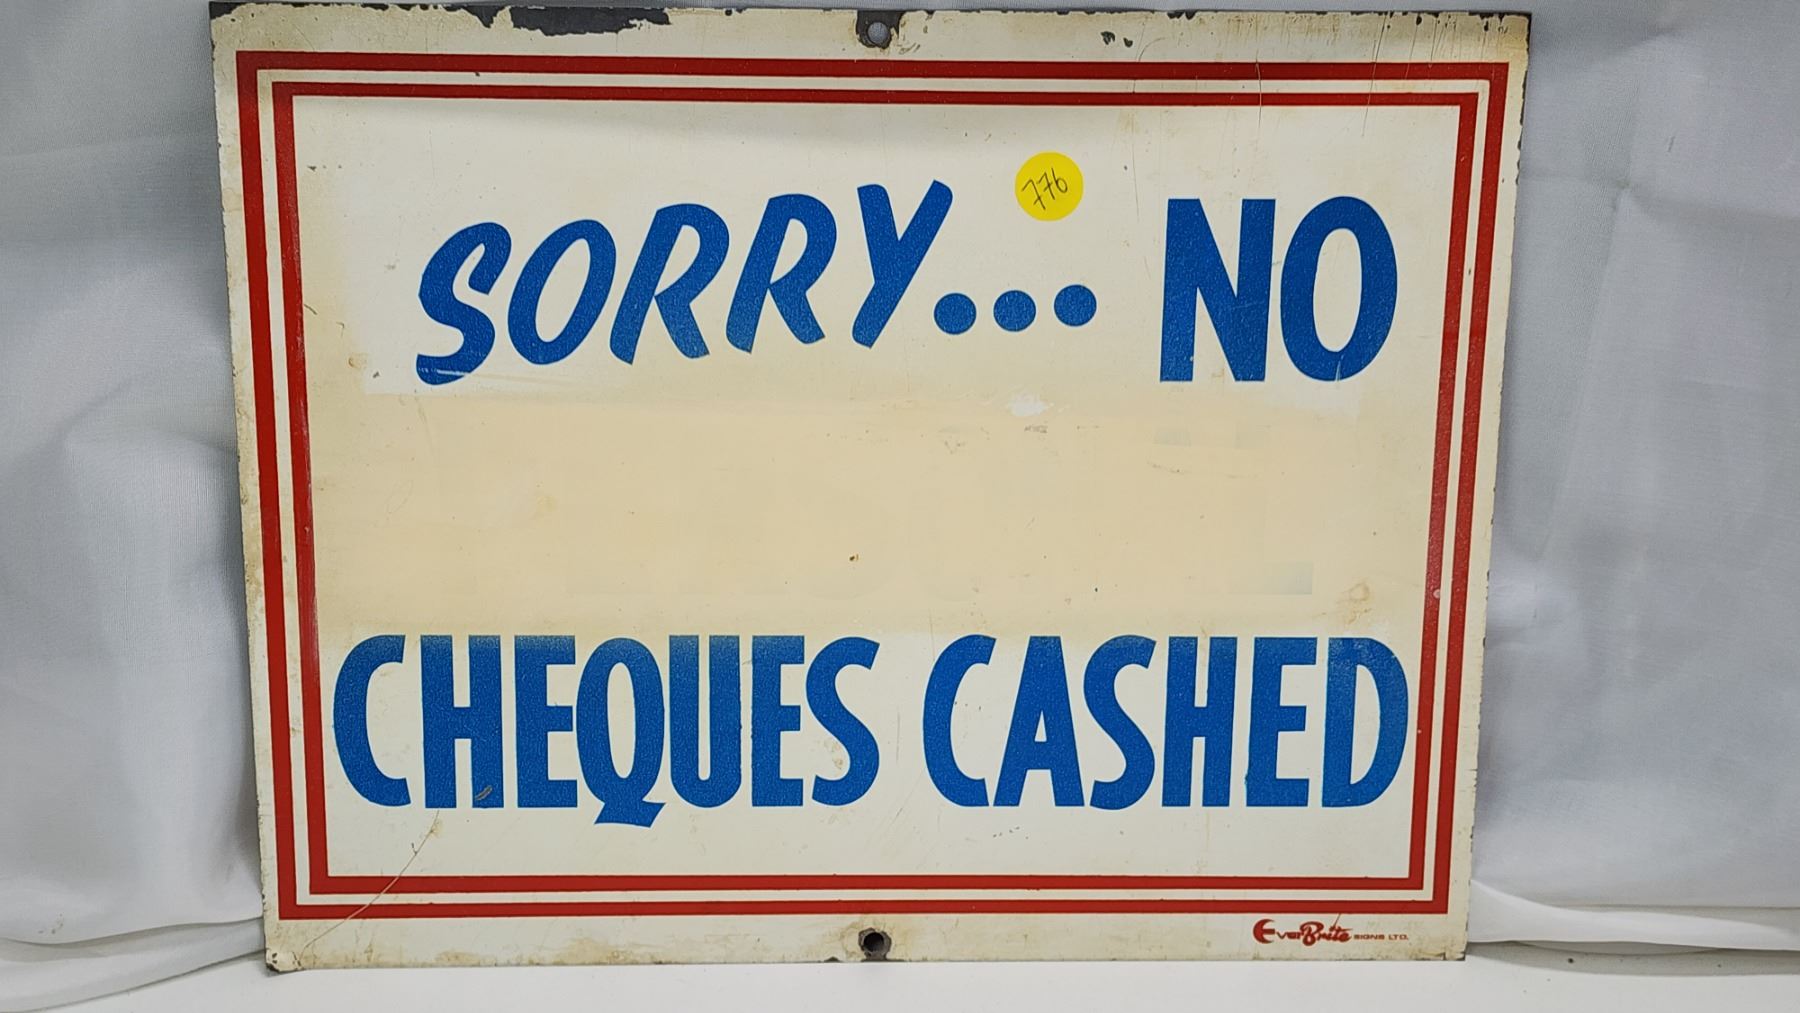 776
SORRY... NO
CHEQUES CASHED
EverBrite SIGNS LTD.